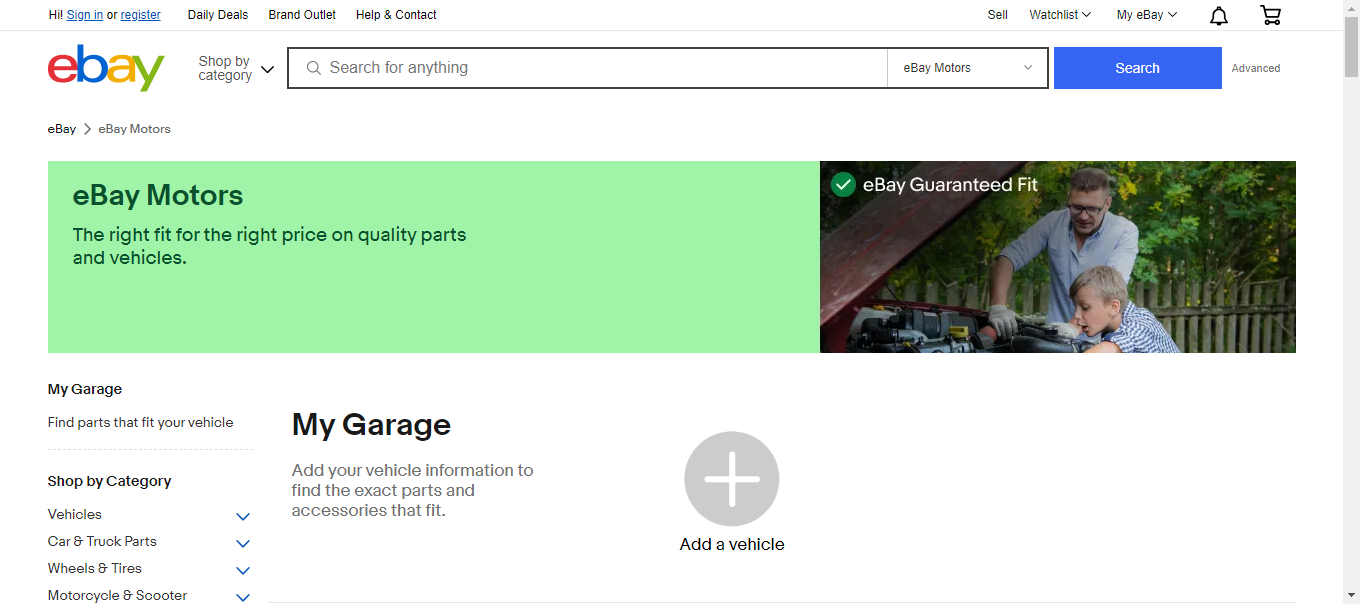 Hi! Sign in or register
Daily Deals
Brand Outlet
Help & Contact
Sell
Watchlist
My eBay
ebay
Shop by
category
Search for anything
eBay Motors
Search
Advanced
eBay
eBay Motors
eBay Motors
The right fit for the right price on quality parts
and vehicles.
eBay Guaranteed Fit
My Garage
Find parts that fit your vehicle
Shop by Category
Vehicles
Car & Truck Parts
Wheels & Tires
Motorcycle & Scooter
My Garage
Add your vehicle information to
find the exact parts and
accessories that fit.
Add a vehicle